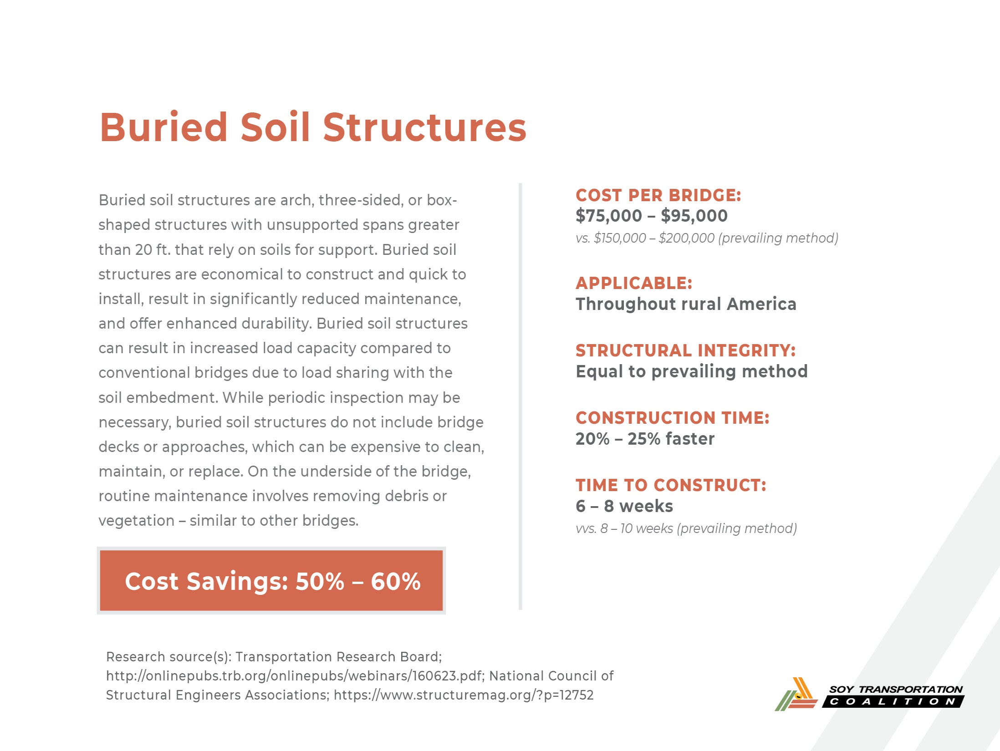 Buried Soil Structures
Buried soil structures are arch, three-sided, or box-
shaped structures with unsupported spans greater
than 20 ft. that rely on soils for support. Buried soil
structures are economical to construct and quick to
install, result in significantly reduced maintenance,
and offer enhanced durability. Buried soil structures
can result in increased load capacity compared to
conventional bridges due to load sharing with the
soil embedment. While periodic inspection may be
necessary, buried soil structures do not include bridge
decks or approaches, which can be expensive to clean,
maintain, or replace. On the underside of the bridge,
routine maintenance involves removing debris or
vegetation – similar to other bridges.
Cost Savings: 50% – 60%
COST PER BRIDGE:
$75,000 – $95,000
vs. $150,000 – $200,000 (prevailing method)
APPLICABLE:
Throughout rural America
STRUCTURAL INTEGRITY:
Equal to prevailing method
CONSTRUCTION TIME:
20% – 25% faster
TIME TO CONSTRUCT:
6 – 8 weeks
vvs. 8 – 10 weeks (prevailing method)
Research source(s): Transportation Research Board;
http://onlinepubs.trb.org/onlinepubs/webinars/160623.pdf; National Council of
Structural Engineers Associations; https://www.structuremag.org/?p=12752
SOY TRANSPORTATION
COALITION